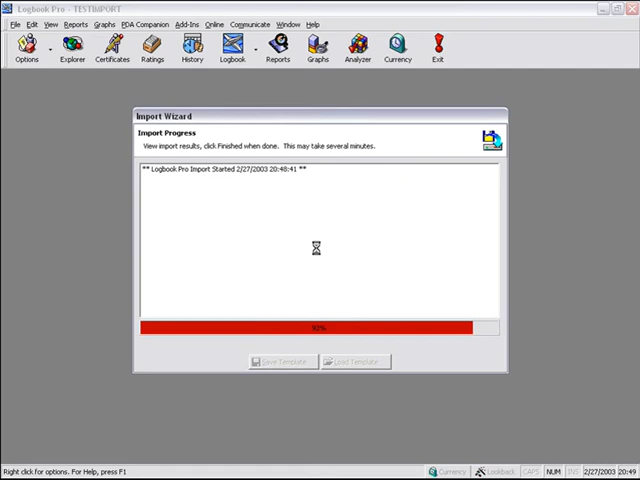 Logbook Pro - TESTIMPORT
File Edit View Reports Graphs PDA Companion Add-Ins Online Communicate Logbook Window Help
Options Explorer Certificates Ratings History Logbook Reports Graphs Analyzer Currency Exit
Import Wizard
Import Progress
View import results, click Finished when done. This may take several minutes.
** Logbook Pro Import Started 2/27/2003 20:48:41 **
Save Template Load Template
Right click for options. For Help, press F1 Currency Lookback CAPS NUM INS 2/27/2003 20:49